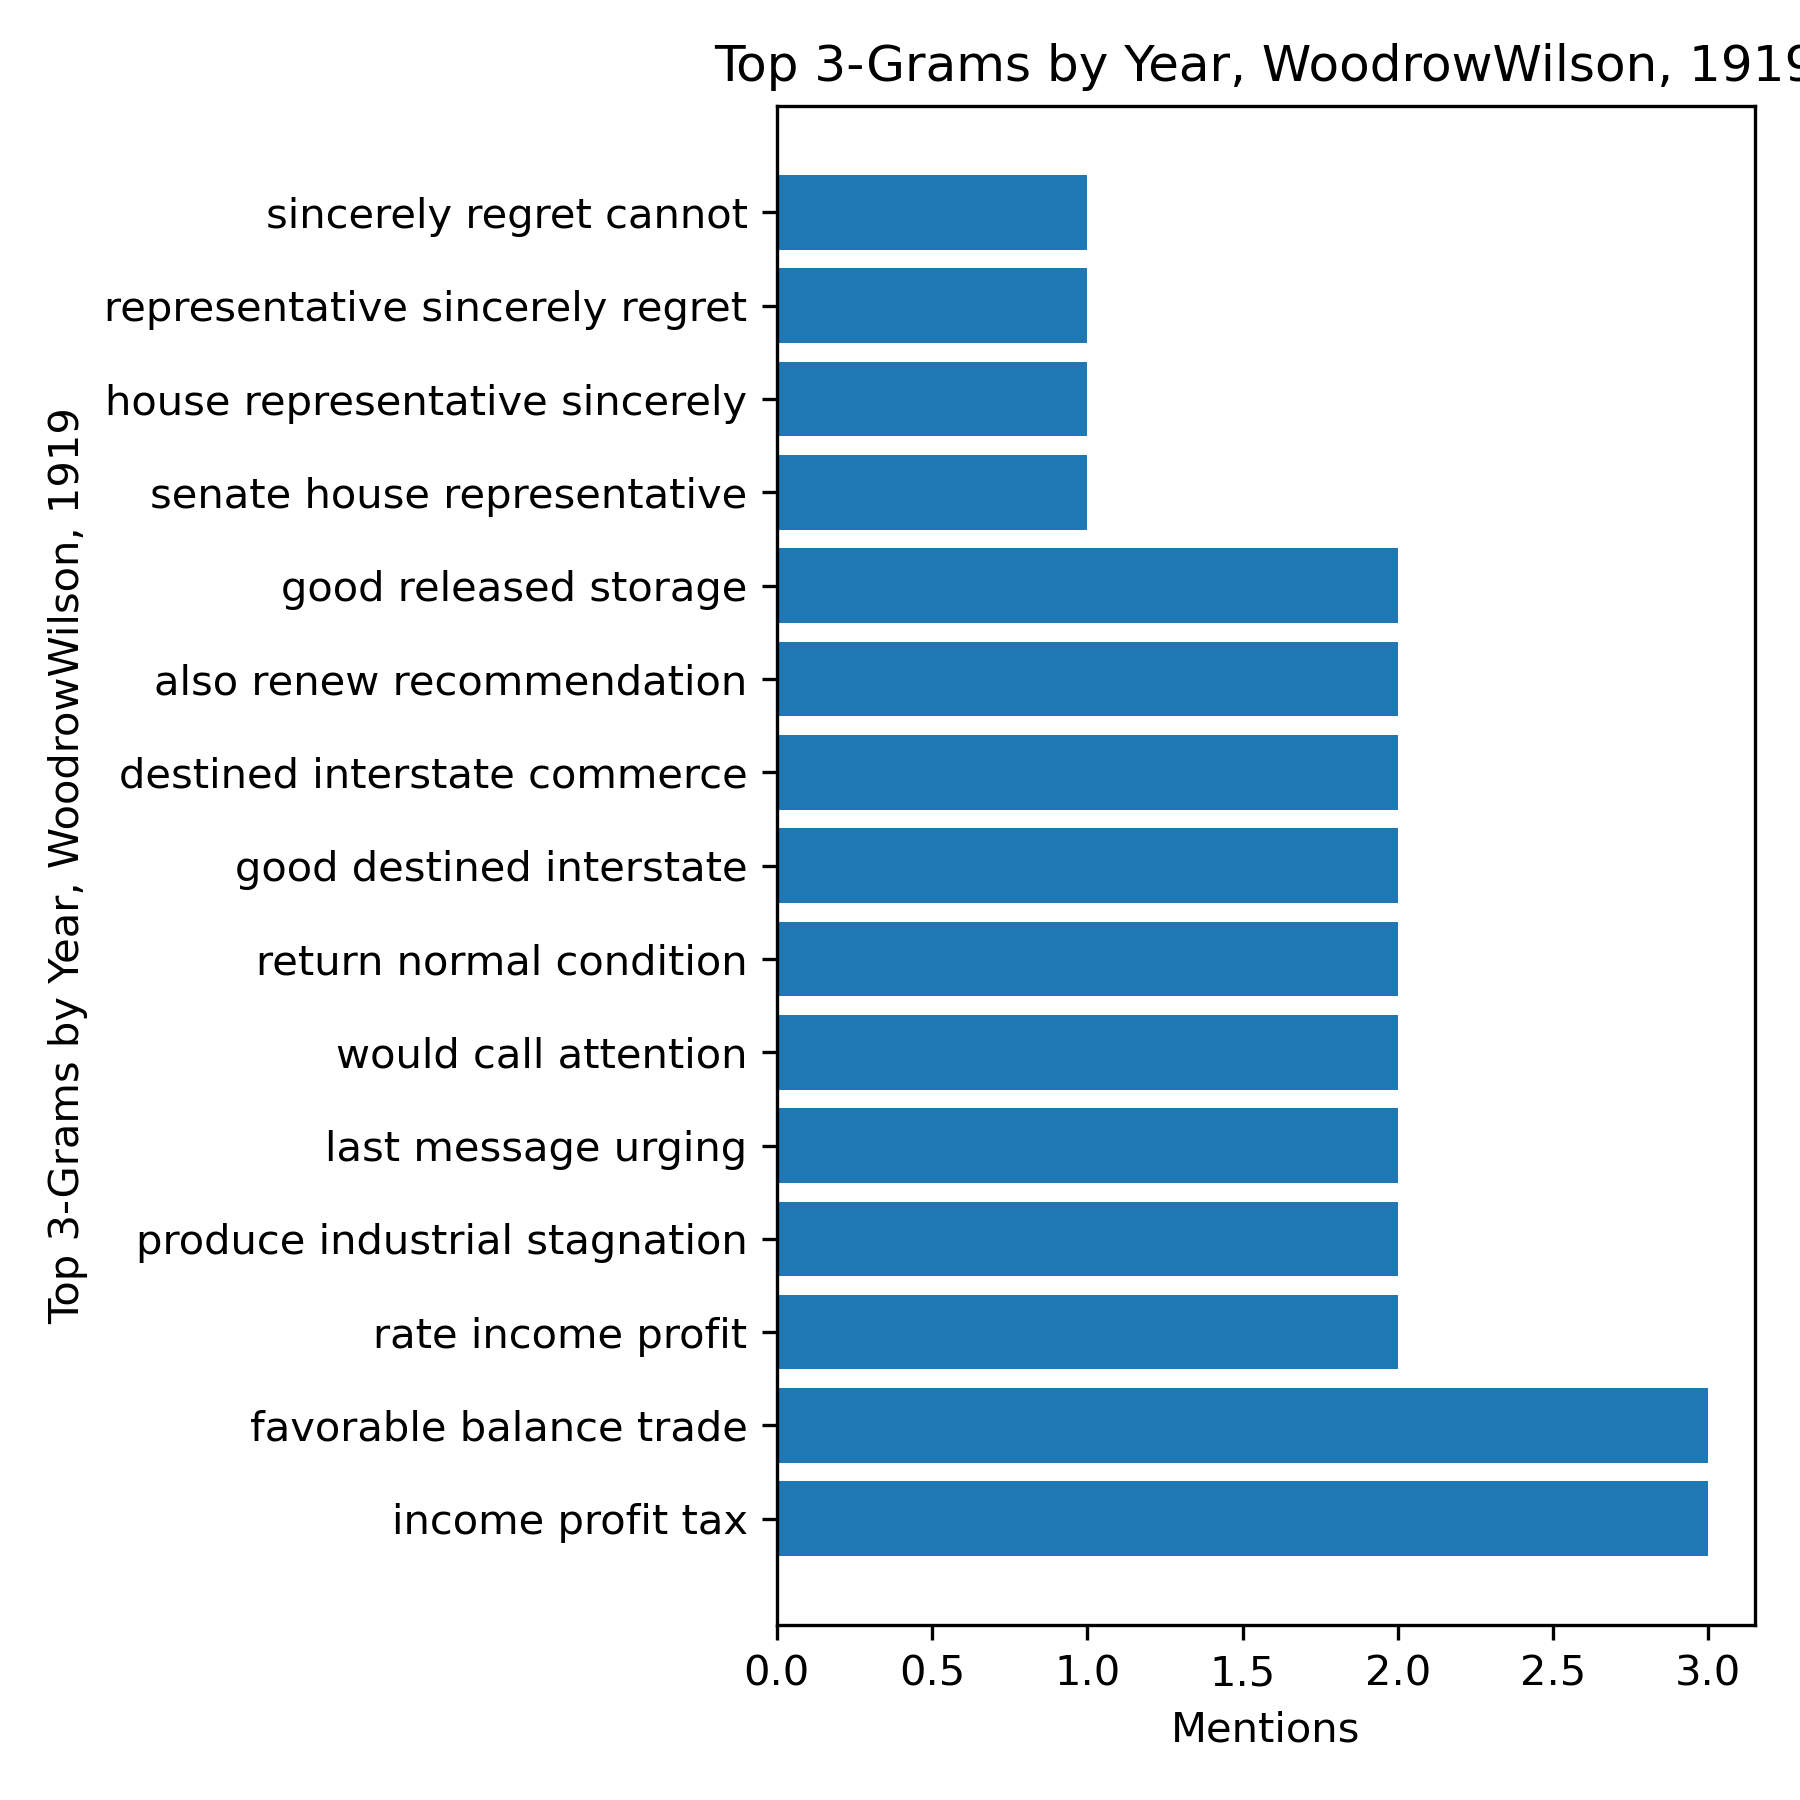 Top 3-Grams by Year, WoodrowWilson, 1919
sincerely regret cannot
representative sincerely regret
house representative sincerely
senate house representative
good released storage
also renew recommendation
destined interstate commerce
good destined interstate
return normal condition
would call attention
last message urging
produce industrial stagnation
rate income profit
favorable balance trade
income profit tax
Top 3-Grams by Year, WoodrowWilson, 1919
0.0 0.5 1.0 1.5 2.0 2.5 3.0
Mentions